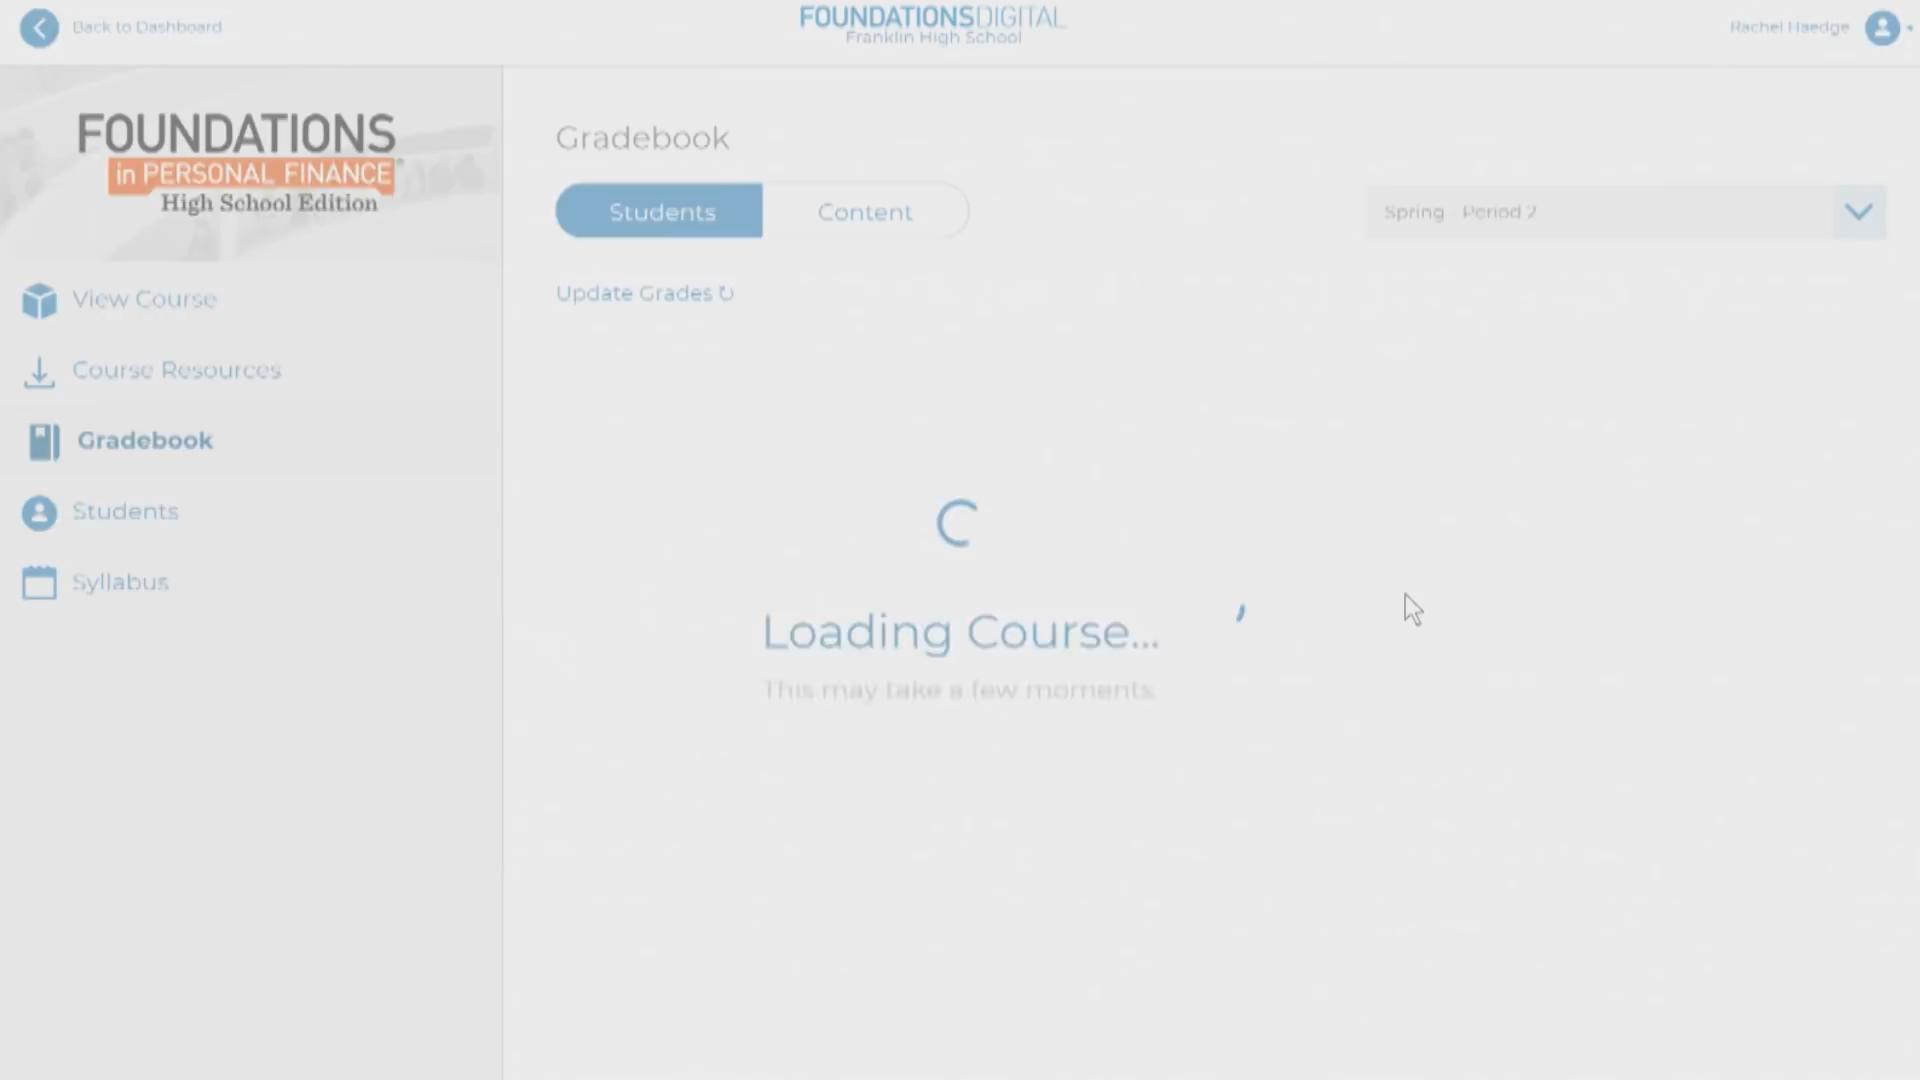 Back to Dashboard
FOUNDATIONSDIGITAL
Franklin High School
Rachel Haedge
FOUNDATIONS
in PERSONAL FINANCE
High School Edition
View Course
Course Resources
Gradebook
Students
Syllabus
Gradebook
Students
Content
Spring Period 2
Update Grades
Loading Course...
This may take a few moments.